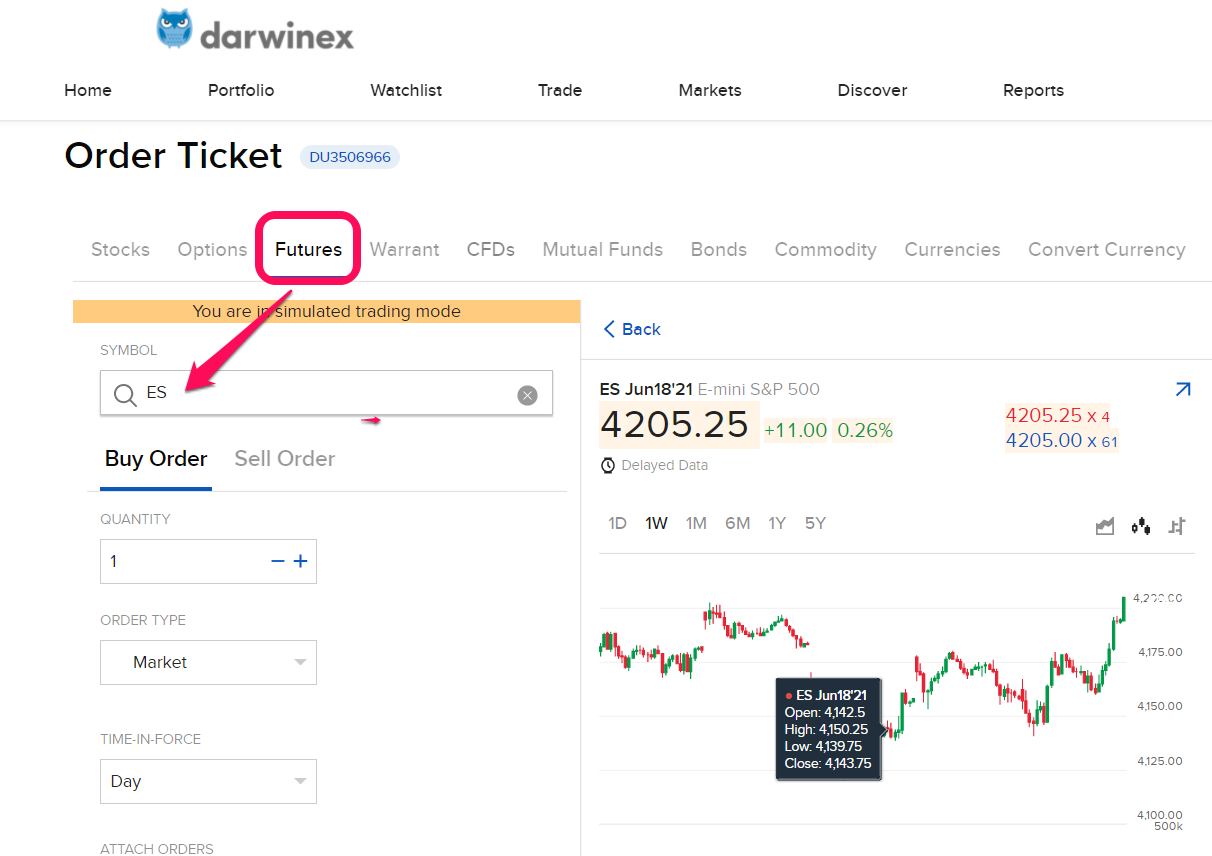 darwinex
Home Portfolio Watchlist Trade Markets Discover Reports
Order Ticket DU3506966
Stocks Options Futures Warrant CFDs Mutual Funds Bonds Commodity Currencies Convert Currency
You are in simulated trading mode
SYMBOL
ES
Buy Order Sell Order
QUANTITY
1
ORDER TYPE
Market
TIME-IN-FORCE
Day
ATTACH ORDERS
Back
ES Jun18'21 E-mini S&P 500
4205.25 +11.00 0.26%
4205.25 x 4
4205.00 x 61
Delayed Data
1D 1W 1M 6M 1Y 5Y
4,200.00
4,175.00
4,150.00
4,125.00
4,100.00
500k
ES Jun18'21
Open: 4,142.5
High: 4,150.25
Low: 4,139.75
Close: 4,143.75